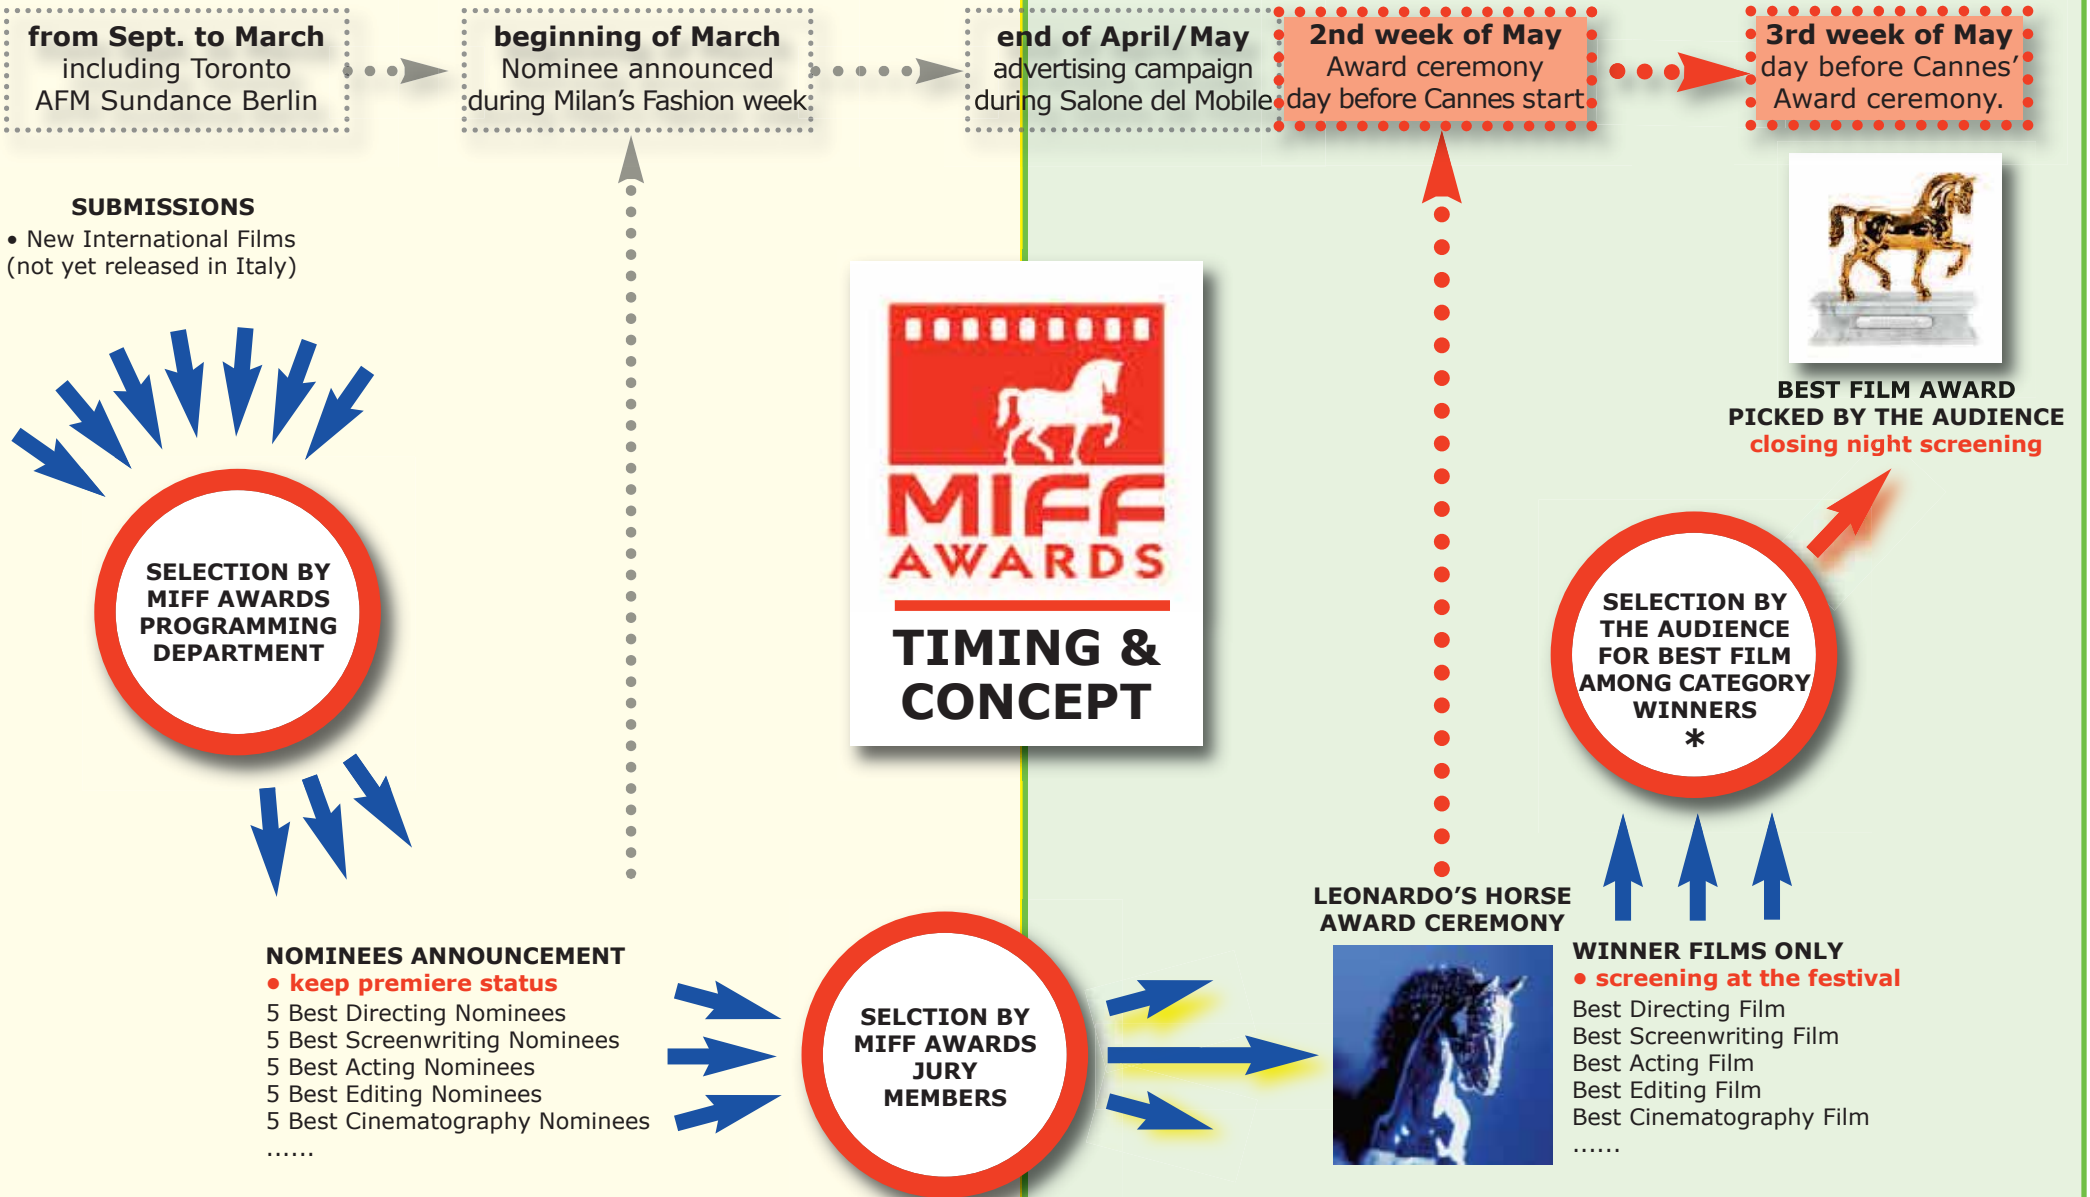 from Sept. to March
including Toronto
AFM Sundance Berlin
beginning of March
Nominee announced
during Milan's Fashion week
end of April/May
advertising campaign
during Salone del Mobile
2nd week of May
Award ceremony
day before Cannes start
3rd week of May
day before Cannes'
Award ceremony.
SUBMISSIONS
• New International Films
(not yet released in Italy)
SELECTION BY
MIFF AWARDS
PROGRAMMING
DEPARTMENT
NOMINEES ANNOUNCEMENT
• keep premiere status
5 Best Directing Nominees
5 Best Screenwriting Nominees
5 Best Acting Nominees
5 Best Editing Nominees
5 Best Cinematography Nominees
......
MIFF
AWARDS
TIMING &
CONCEPT
SELCTION BY
MIFF AWARDS
JURY
MEMBERS
LEONARDO'S HORSE
AWARD CEREMONY
WINNER FILMS ONLY
• screening at the festival
Best Directing Film
Best Screenwriting Film
Best Acting Film
Best Editing Film
Best Cinematography Film
......
SELECTION BY
THE AUDIENCE
FOR BEST FILM
AMONG CATEGORY
WINNERS
*
BEST FILM AWARD
PICKED BY THE AUDIENCE
closing night screening